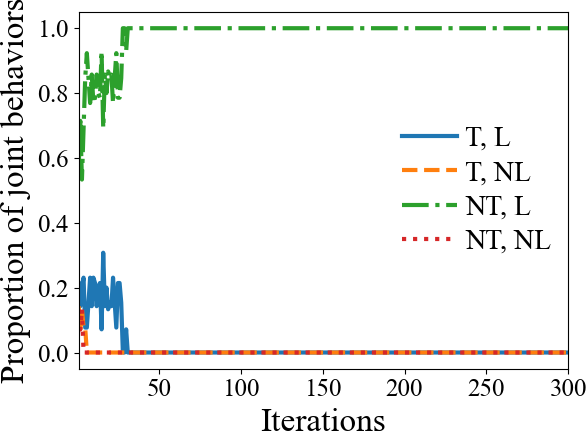 Proportion of joint behaviors
1.0
0.8
0.6
0.4
0.2
0.0
T, L
T, NL
NT, L
NT, NL
50
100
150
200
250
300
Iterations